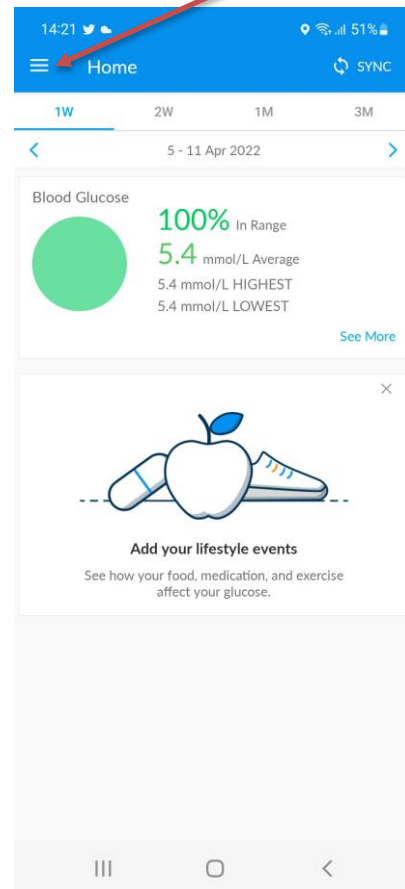 14:21 51%
Home SYNC
1W 2W 1M 3M
5 - 11 Apr 2022
Blood Glucose
100% In Range
5.4 mmol/L Average
5.4 mmol/L HIGHEST
5.4 mmol/L LOWEST
See More
Add your lifestyle events
See how your food, medication, and exercise
affect your glucose.